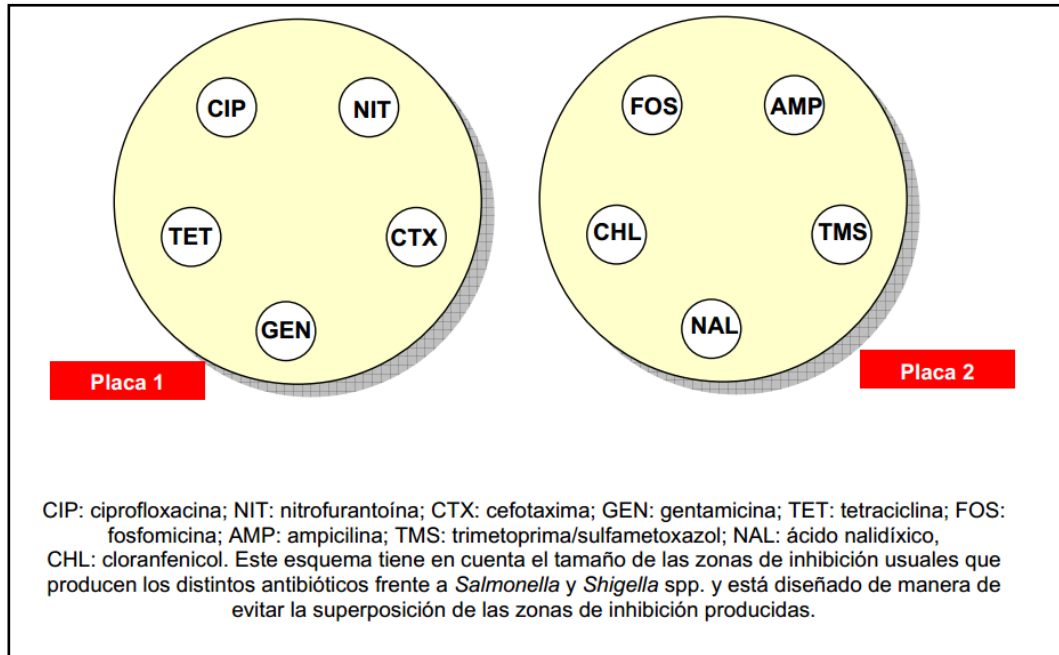 CIP
NIT
TET
CTX
GEN
Placa 1
FOS
AMP
CHL
TMS
NAL
Placa 2
CIP: ciprofloxacina; NIT: nitrofurantoína; CTX: cefotaxima; GEN: gentamicina; TET: tetraciclina; FOS:
fosfomicina; AMP: ampicilina; TMS: trimetoprima/sulfametoxazol; NAL: ácido nalidíxico,
CHL: cloranfenicol. Este esquema tiene en cuenta el tamaño de las zonas de inhibición usuales que
producen los distintos antibióticos frente a Salmonella y Shigella spp. y está diseñado de manera de
evitar la superposición de las zonas de inhibición producidas.